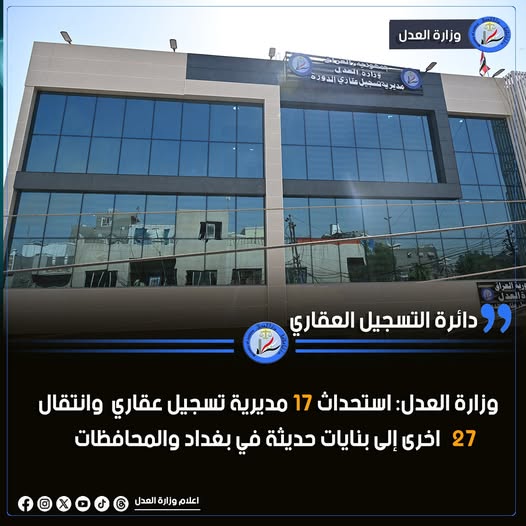 وزارة العدل
جمهورية العراق
وزارة العدل
مديرية تسجيل عقاري الدورة
دائرة التسجيل العقاري
وزارة العدل: استحداث 17 مديرية تسجيل عقاري وانتقال
27 اخرى إلى بنايات حديثة في بغداد والمحافظات
اعلام وزارة العدل